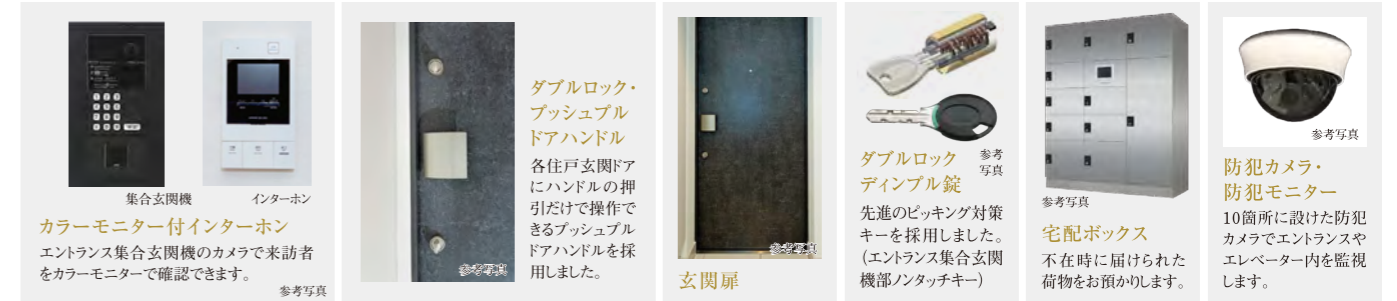 集合玄関機
インターホン
カラーモニター付インターホン
エントランス集合玄関機のカメラで来訪者
をカラーモニターで確認できます。
参考写真
参考写真
ダブルロック・
プッシュプル
ドアハンドル
各住戸玄関ドア
にハンドルの押
引だけで操作で
きるプッシュプル
ドアハンドルを採
用しました。
参考写真
玄関扉
ダブルロック
ディンプル錠
参考
写真
先進のピッキング対策
キーを採用しました。
(エントランス集合玄関
機部ノンタッチキー)
参考写真
宅配ボックス
不在時に届けられた
荷物をお預かりします。
参考写真
防犯カメラ・
防犯モニター
10箇所に設けた防犯
カメラでエントランスや
エレベーター内を監視
します。